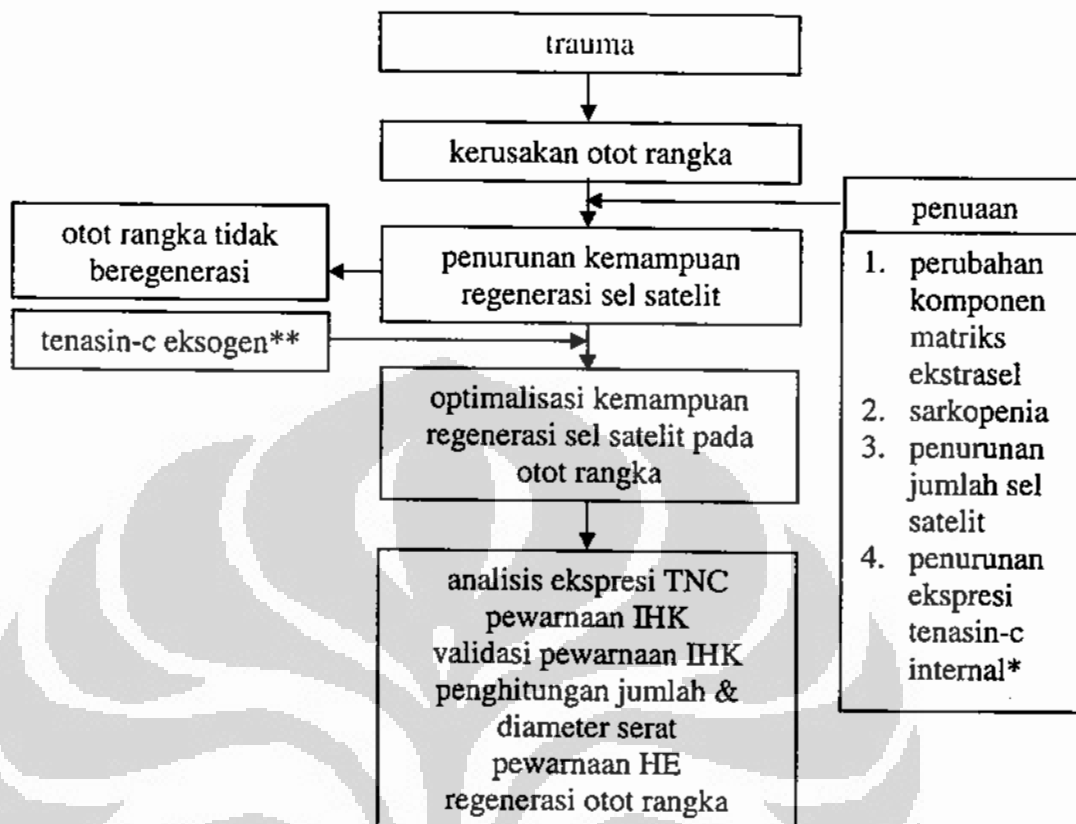 trauma
kerusakan otot rangka
penuaan
otot rangka tidak
beregenerasi
penurunan kemampuan
regenerasi sel satelit
tenasin-c eksogen**
optimalisasi kemampuan
regenerasi sel satelit pada
otot rangka
1. perubahan
komponen
matriks
ekstrasel
2. sarkopenia
3. penurunan
jumlah sel
satelit
4. penurunan
ekspresi
tenasin-c
internal*
analisis ekspresi TNC
pewarnaan IHK
validasi pewarnaan IHK
penghitungan jumlah &
diameter serat
pewarnaan HE
regenerasi otot rangka